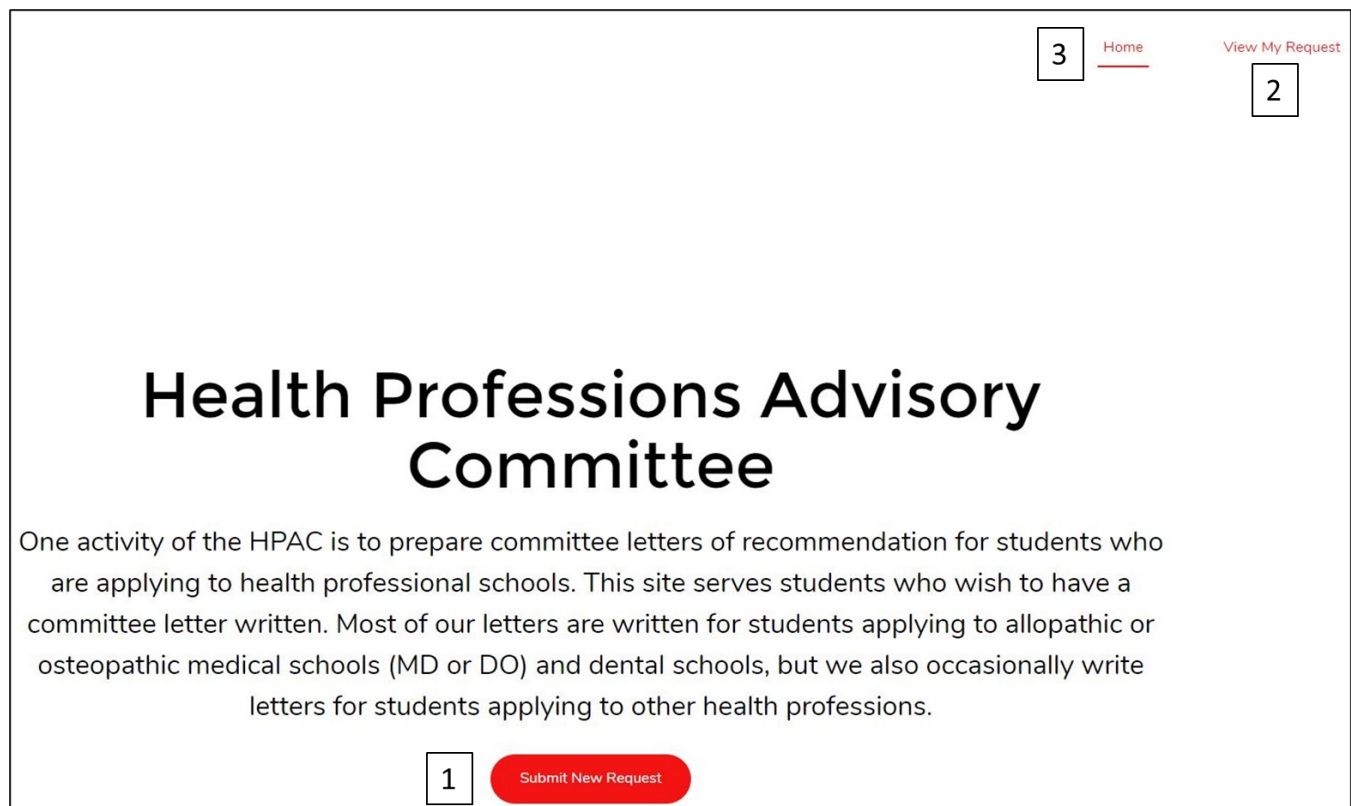 3 Home View My Request
2
Health Professions Advisory
Committee
One activity of the HPAC is to prepare committee letters of recommendation for students who
are applying to health professional schools. This site serves students who wish to have a
committee letter written. Most of our letters are written for students applying to allopathic or
osteopathic medical schools (MD or DO) and dental schools, but we also occasionally write
letters for students applying to other health professions.
1 Submit New Request